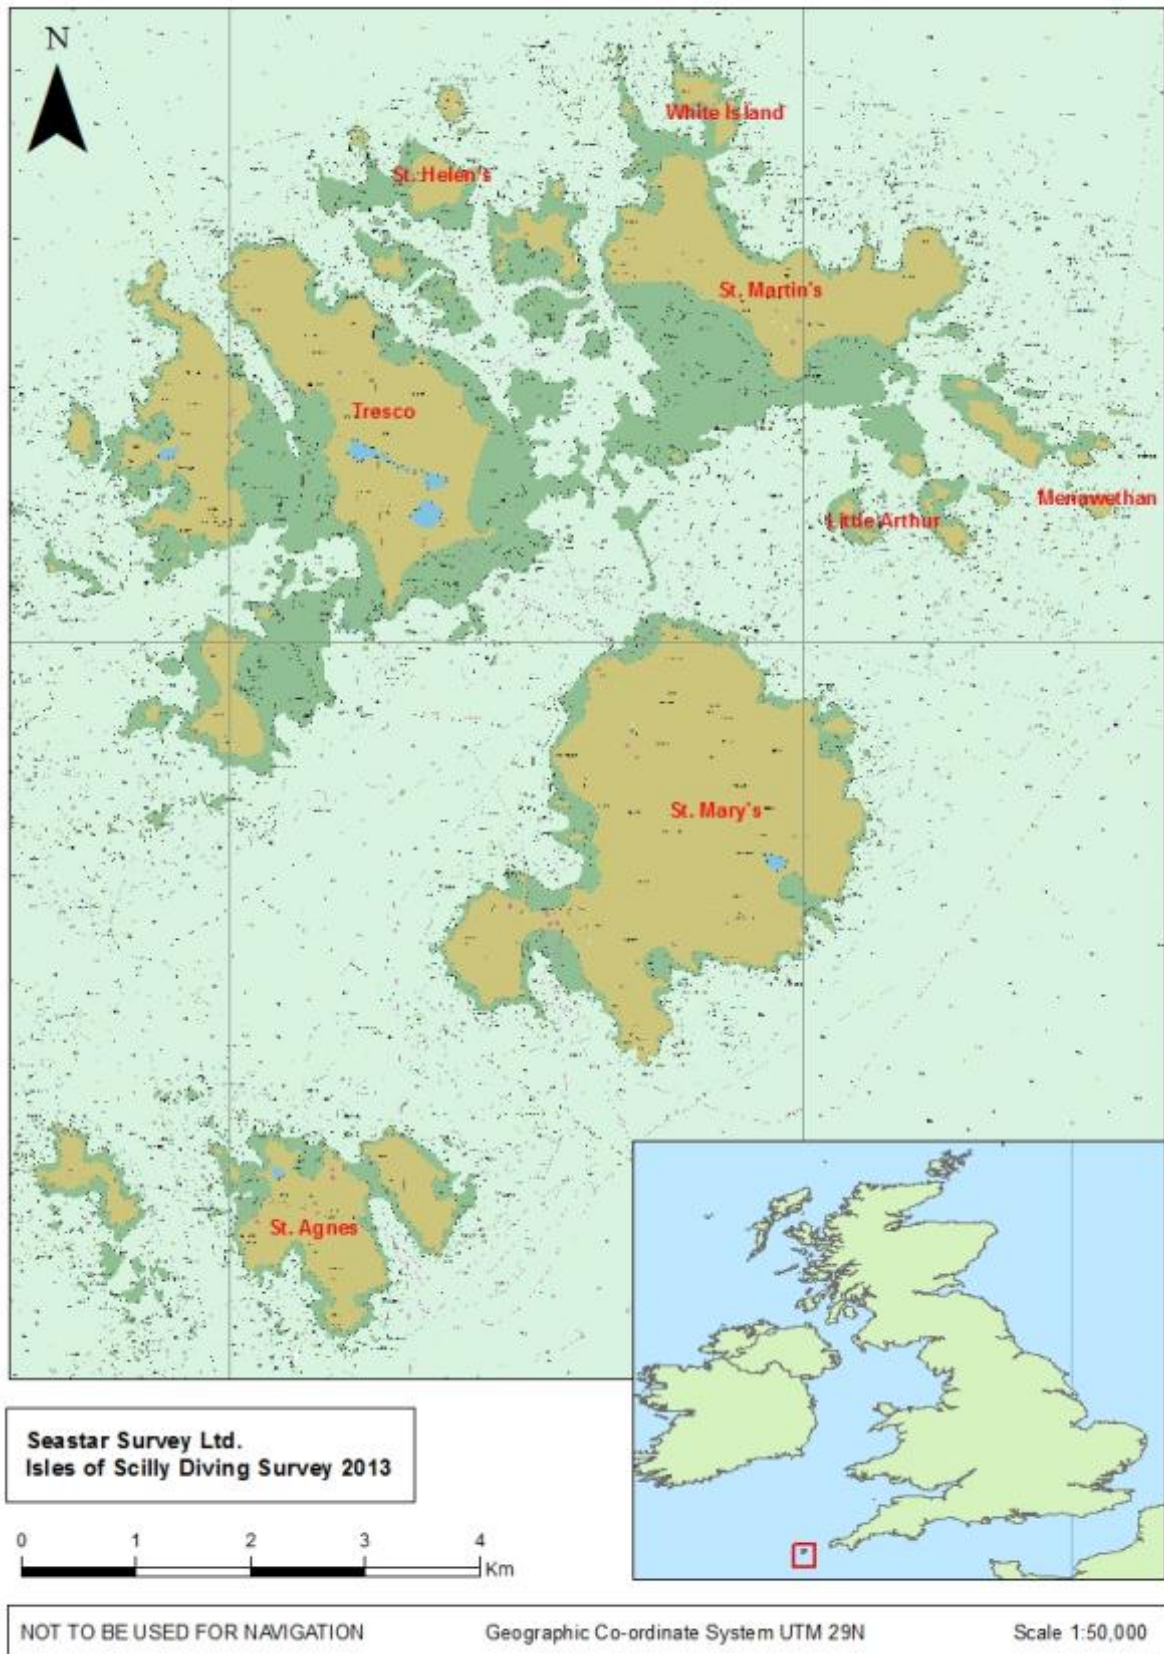 N
White Island
St. Helen's
St. Martin's
Tresco
Menawethan
Little Arthur
St. Mary's
St. Agnes
Seastar Survey Ltd.
Isles of Scilly Diving Survey 2013
0 1 2 3 4
Km
NOT TO BE USED FOR NAVIGATION Geographic Co-ordinate System UTM 29N Scale 1:50,000